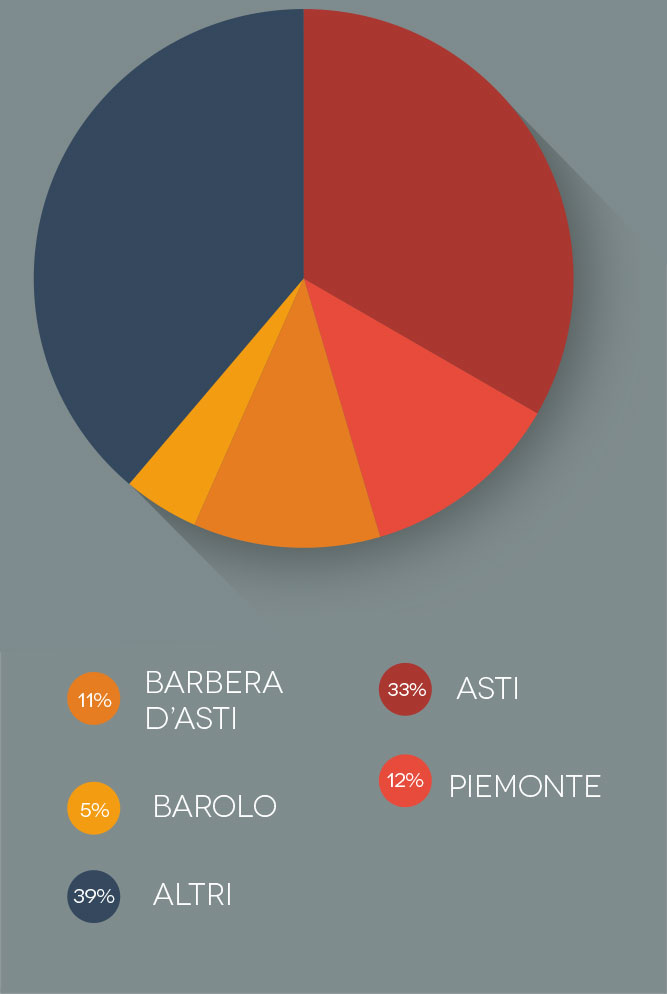 11%
BARBERA
D'ASTI
33%
ASTI
12%
PIEMONTE
5%
BAROLO
39%
ALTRI